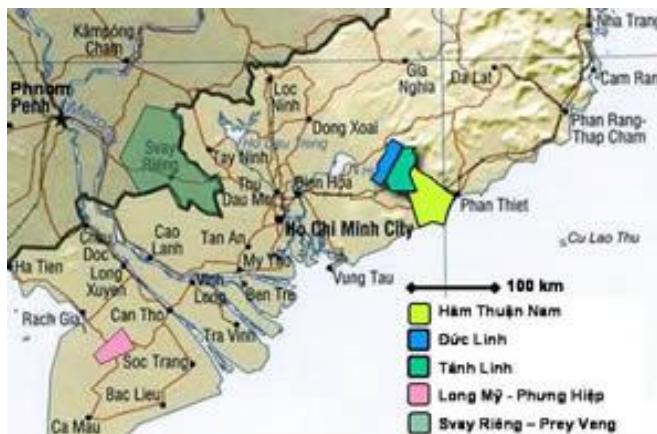 Kâmpóng
Cham
Phnom
Penh
Svay
Riêng
Loc
Ninh
Gia
Nghia
Da Lat
Nha Trang
Cam Ran
Phan Rang-
Thap Cham
Dong Xoai
Tay Ninh
Thu
Dau Mot
Bien Hoa
Phan Thiet
Ho Chi Minh City
Cu Lao Thu
Chau
Doc
Cao
Lanh
Tan An
My Tho
Vung Tau
Ha Tien
Long
Xuyen
Vinh
Long
Ben Tre
Rach Gia
Can Tho
Tra Vinh
Soc Trang
Bac Lieu
Ca Mau
100 km
Hàm Thuận Nam
Đức Linh
Tánh Linh
Long Mỹ - Phưng Hiệp
Svay Riêng – Prey Veng